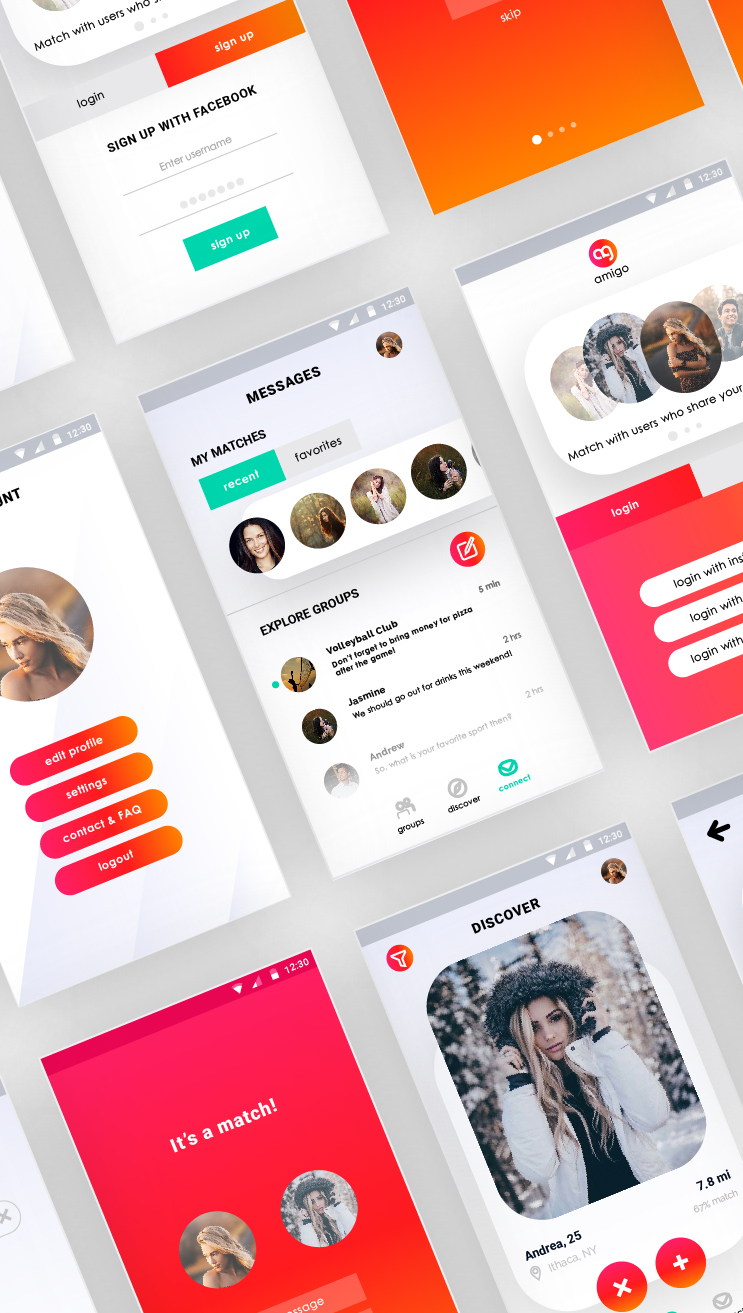 Match with users who s
login
sign up
SIGN UP WITH FACEBOOK
Enter username
sign up
skip
12:30
amigo
Match with users who share your
login
login with ins
login with
login with
12:30
MESSAGES
MY MATCHES
recent
favorites
EXPLORE GROUPS
Volleyball Club
5 min
Don't forget to bring money for pizza
after the game!
Jasmine
2 hrs
We should go out for drinks this weekend!
Andrew
2 hrs
So, what is your favorite sport then?
groups
discover
connect
12:30
UNT
edit profile
settings
contact & FAQ
logout
12:30
It's a match!
essage
12:30
DISCOVER
Andrea, 25
7.8 mi
Ithaca, NY
67% match